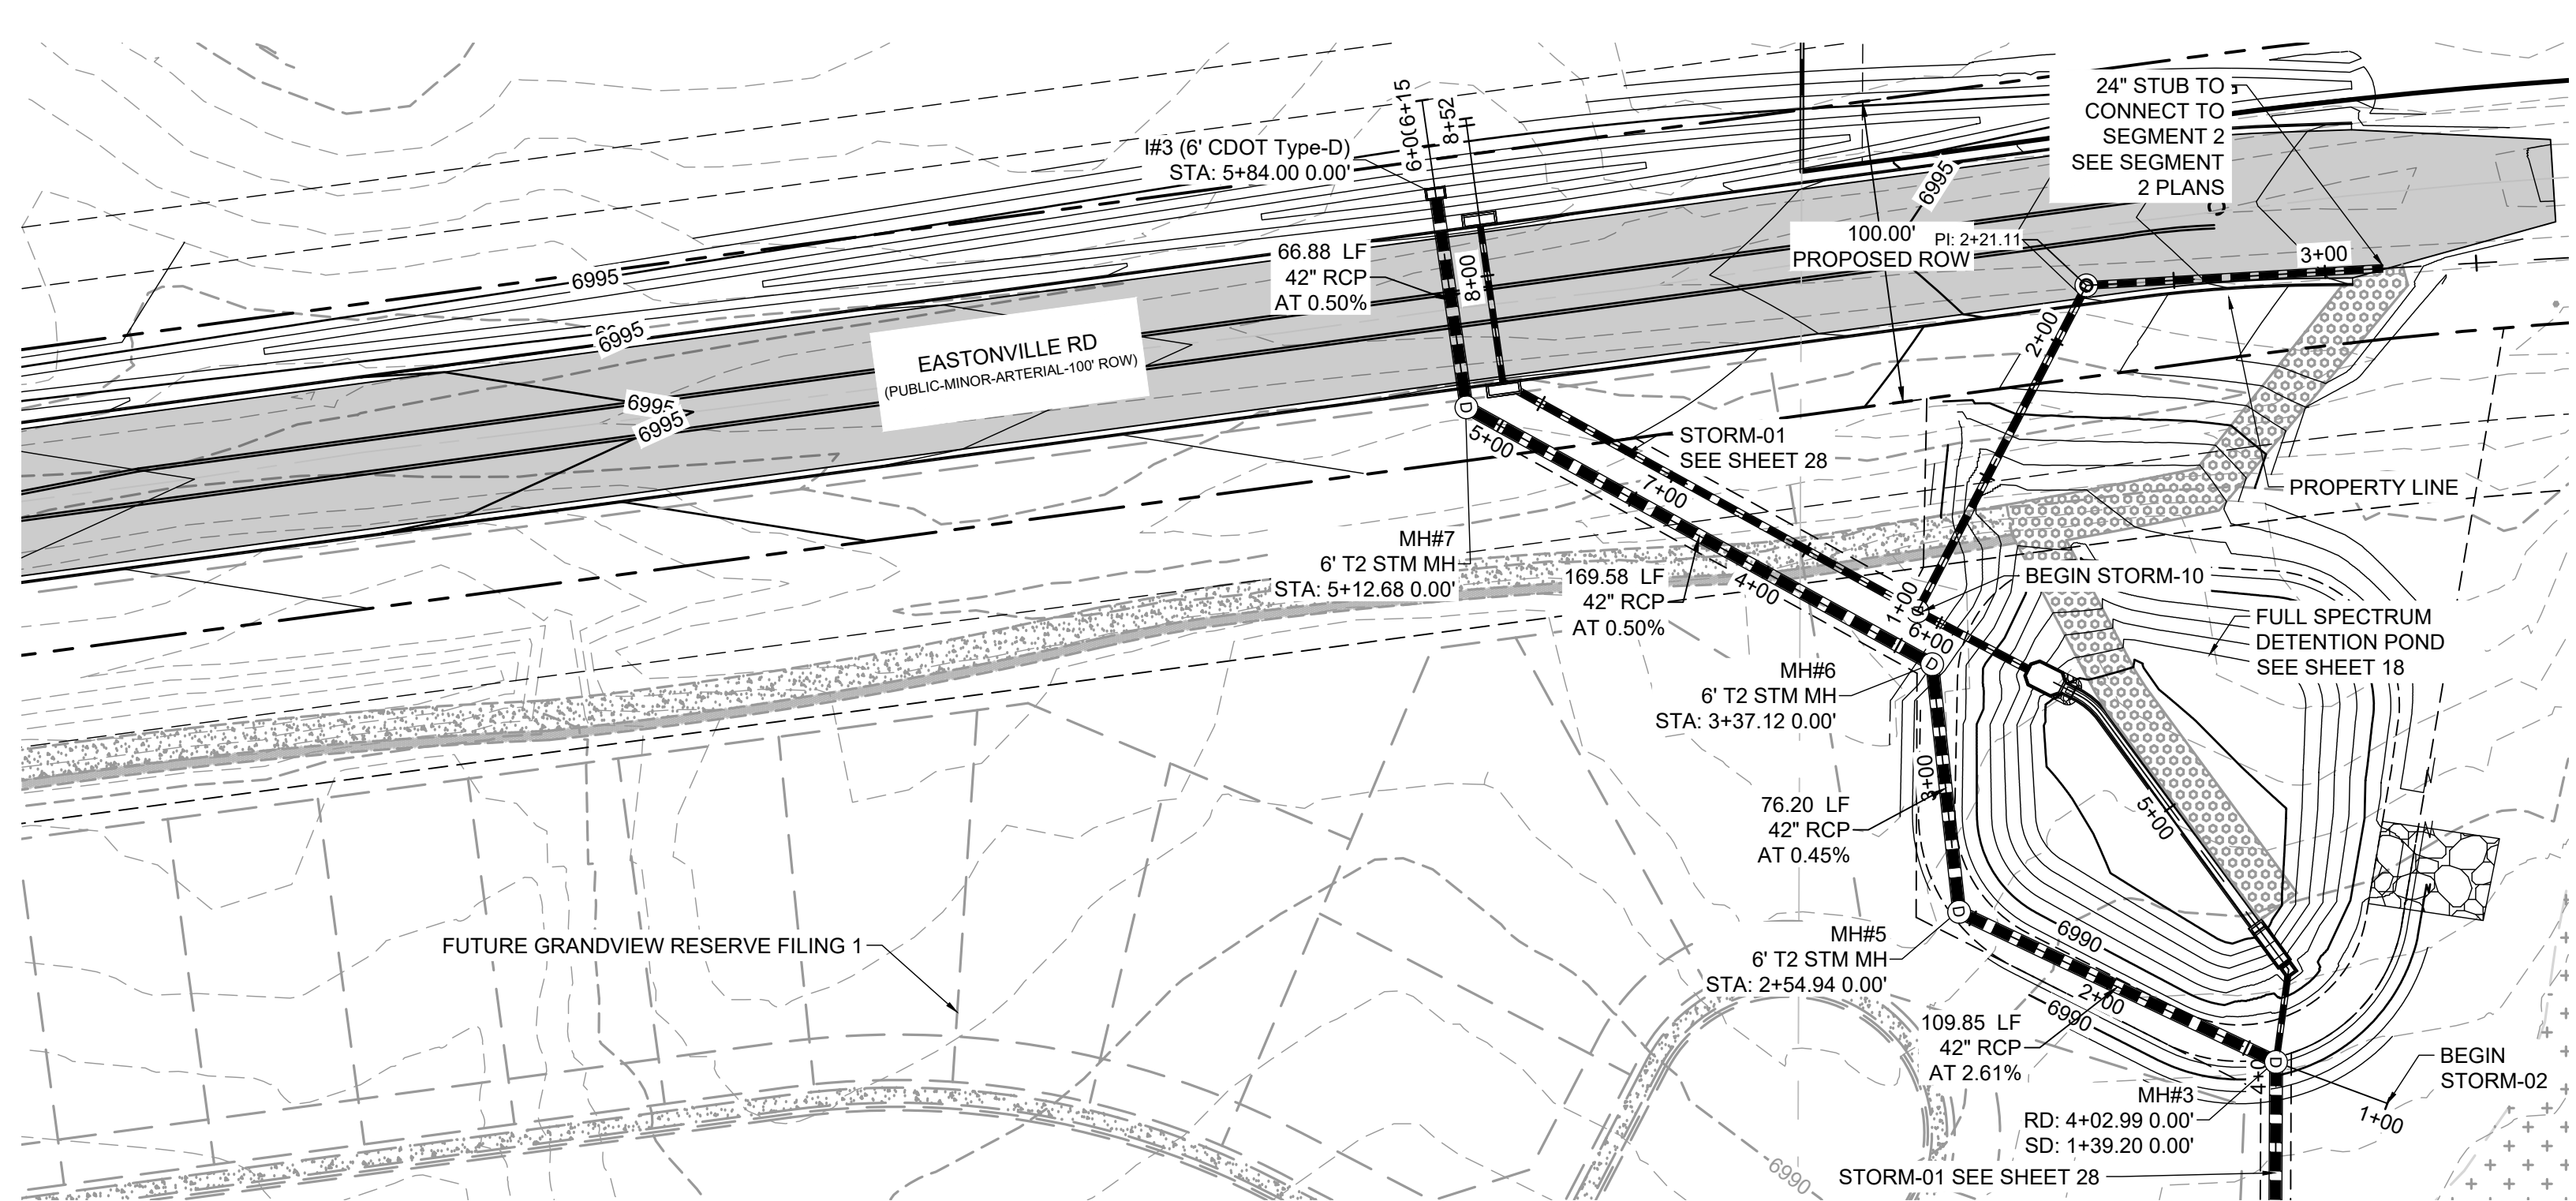 24" STUB TO
CONNECT TO
SEGMENT 2
SEE SEGMENT
2 PLANS
6+15
8+52
I#3 (6' CDOT Type-D)
STA: 5+84.00 0.00'
66.88 LF
42" RCP
AT 0.50%
8+00
6995
100.00'
PROPOSED ROW
PI: 2+21.11
3+00
2+00
6995
6995
EASTONVILLE RD
(PUBLIC-MINOR-ARTERIAL-100' ROW)
6995
6995
5+00
STORM-01
SEE SHEET 28
7+00
PROPERTY LINE
MH#7
6' T2 STM MH
STA: 5+12.68 0.00'
169.58 LF
42" RCP
AT 0.50%
4+00
1+00
6+00
BEGIN STORM-10
FULL SPECTRUM
DETENTION POND
SEE SHEET 18
MH#6
6' T2 STM MH
STA: 3+37.12 0.00'
3+00
76.20 LF
42" RCP
AT 0.45%
5+00
FUTURE GRANDVIEW RESERVE FILING 1
MH#5
6' T2 STM MH
STA: 2+54.94 0.00'
6990
2+00
6990
109.85 LF
42" RCP
AT 2.61%
BEGIN
STORM-02
1+00
MH#3
RD: 4+02.99 0.00'
SD: 1+39.20 0.00'
STORM-01 SEE SHEET 28
6990